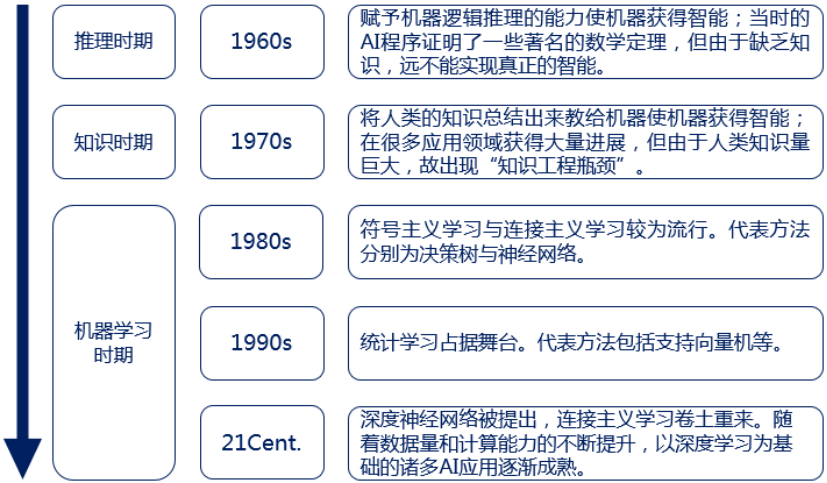 推理时期
1960s
赋予机器逻辑推理的能力使机器获得智能；当时的
AI程序证明了一些著名的数学定理，但由于缺乏知
识，远不能实现真正的智能。
知识时期
1970s
将人类的知识总结出来教给机器使机器获得智能；
在很多应用领域获得大量进展，但由于人类知识量
巨大，故出现“知识工程瓶颈”。
机器学习
时期
1980s
符号主义学习与连接主义学习较为流行。代表方法
分别为决策树与神经网络。
1990s
统计学习占据舞台。代表方法包括支持向量机等。
21Cent.
深度神经网络被提出，连接主义学习卷土重来。随
着数据量和计算能力的不断提升，以深度学习为基
础的诸多AI应用逐渐成熟。